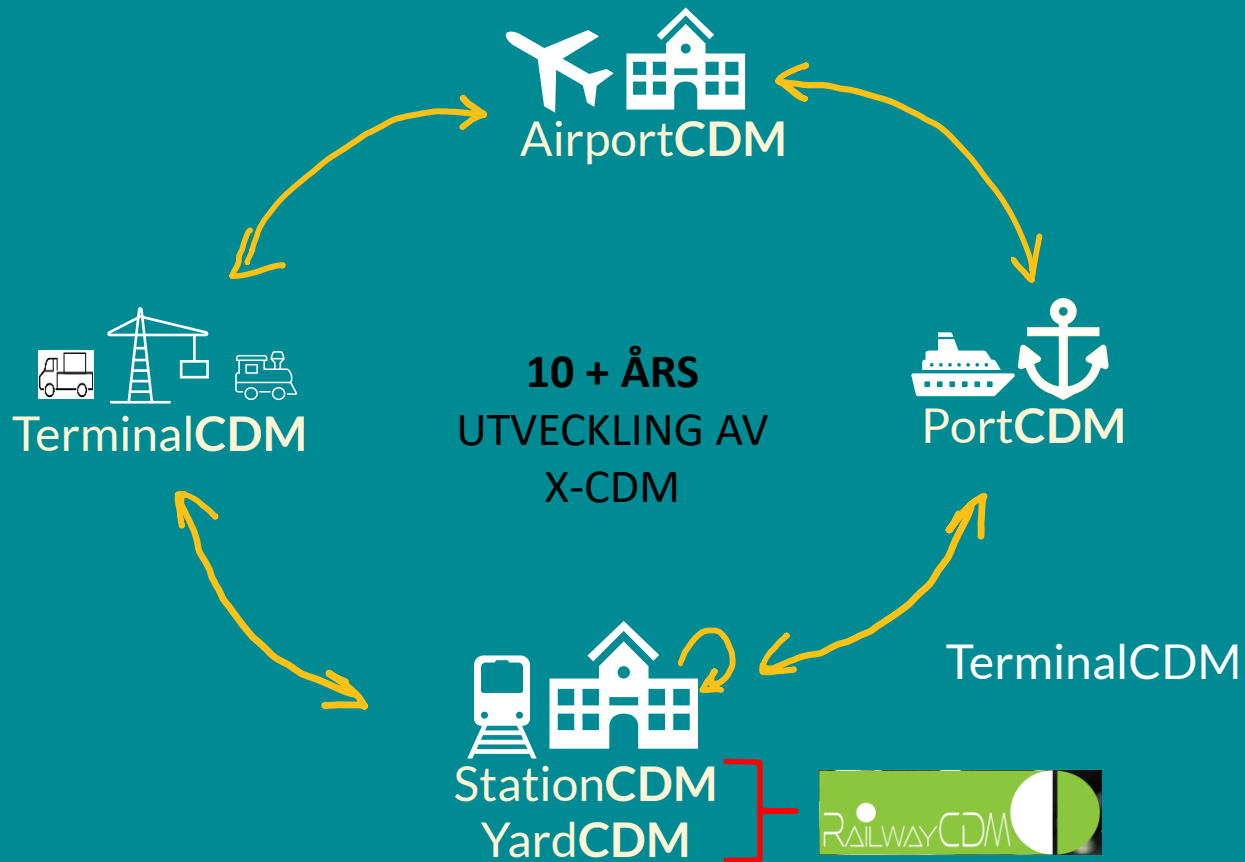 AirportCDM
TerminalCDM
10 + ÅRS
UTVECKLING AV
X-CDM
PortCDM
TerminalCDM
StationCDM
YardCDM
RAILWAYCDM